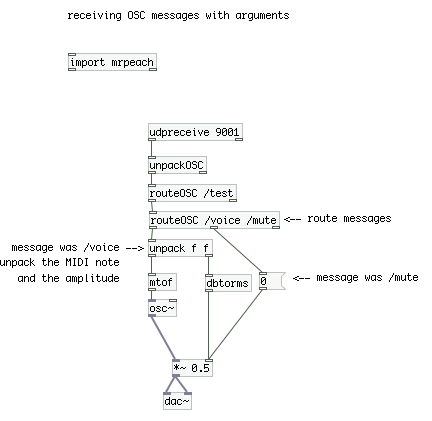 receiving OSC messages with arguments
import mrpeach
udpreceive 9001
unpackOSC
routeOSC /test
routeOSC /voice /mute <-- route messages
message was /voice --> unpack f f
unpack the MIDI note
and the amplitude
mtof dbtorms 0 <-- message was /mute
osc~
*~ 0.5
dac~